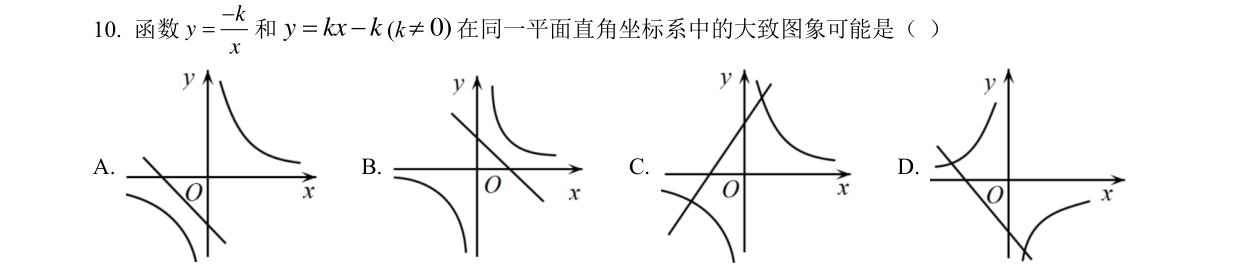 10. 函数 y = -k/x 和 y = kx - k (k ≠ 0) 在同一平面直角坐标系中的大致图象可能是（ ）
A. y O x B. y O x C. y O x D. y O x